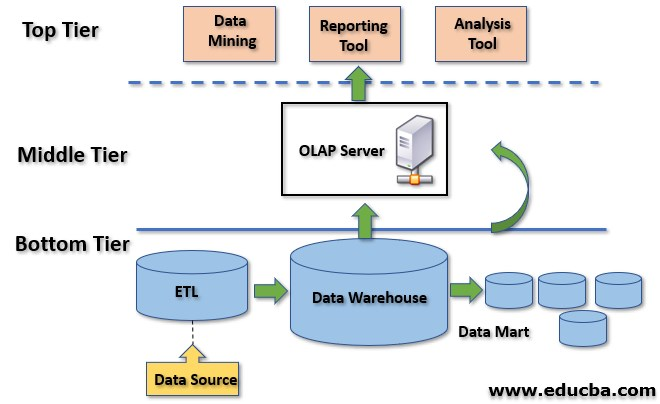 Top Tier
Data
Mining
Reporting
Tool
Analysis
Tool
Middle Tier
OLAP Server
Bottom Tier
ETL
Data Warehouse
Data Mart
Data Source
www.educba.com